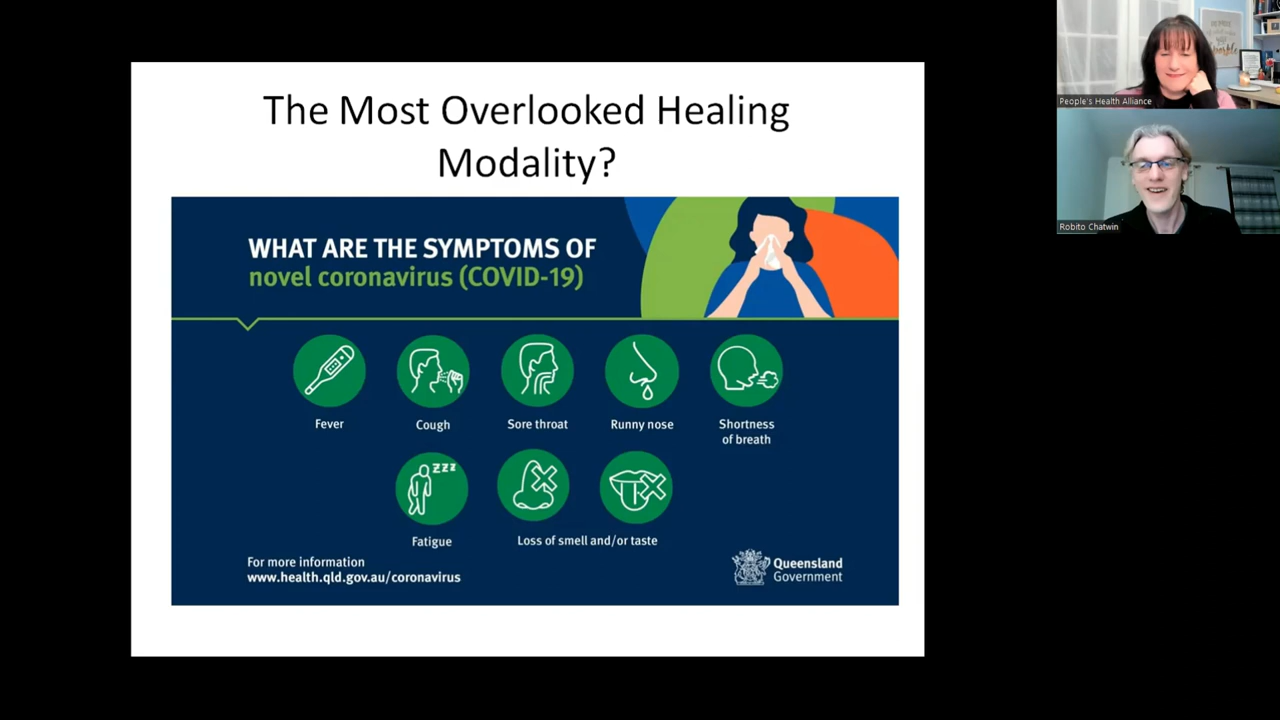 The Most Overlooked Healing
Modality?
WHAT ARE THE SYMPTOMS OF
novel coronavirus (COVID-19)
Fever
Cough
Sore throat
Runny nose
Shortness
of breath
zzz
Fatigue
Loss of smell and/or taste
For more information
www.health.qld.gov.au/coronavirus
Queensland
Government
People's Health Alliance
Robito Chatwin